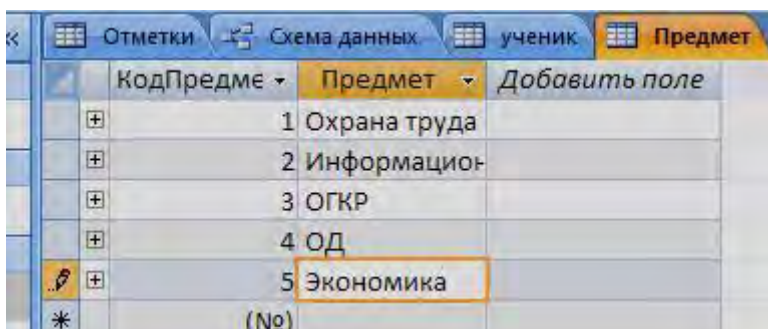 « Отметки Схема данных ученик Предмет
КодПредме Предмет Добавить поле
1 Охрана труда
2 Информацион
3 ОГКР
4 ОД
5 Экономика
* (№)